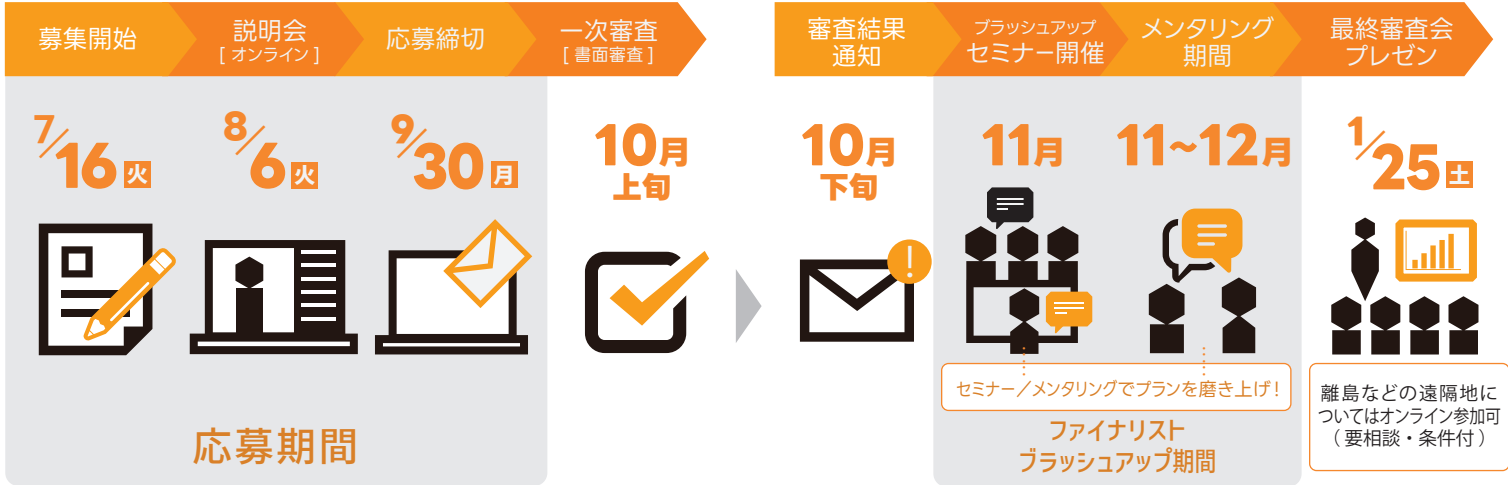 募集開始
説明会
[ オンライン ]
応募締切
一次審査
[ 書面審査 ]
審査結果
通知
ブラッシュアップ
セミナー開催
メンタリング
期間
最終審査会
プレゼン
7/16 火
8/6 火
9/30 月
10月
上旬
10月
下旬
11月
11~12月
1/25 土
!
セミナー／メンタリングでプランを磨き上げ!
応募期間
ファイナリスト
ブラッシュアップ期間
離島などの遠隔地に
ついてはオンライン参加可
（ 要相談・条件付 ）